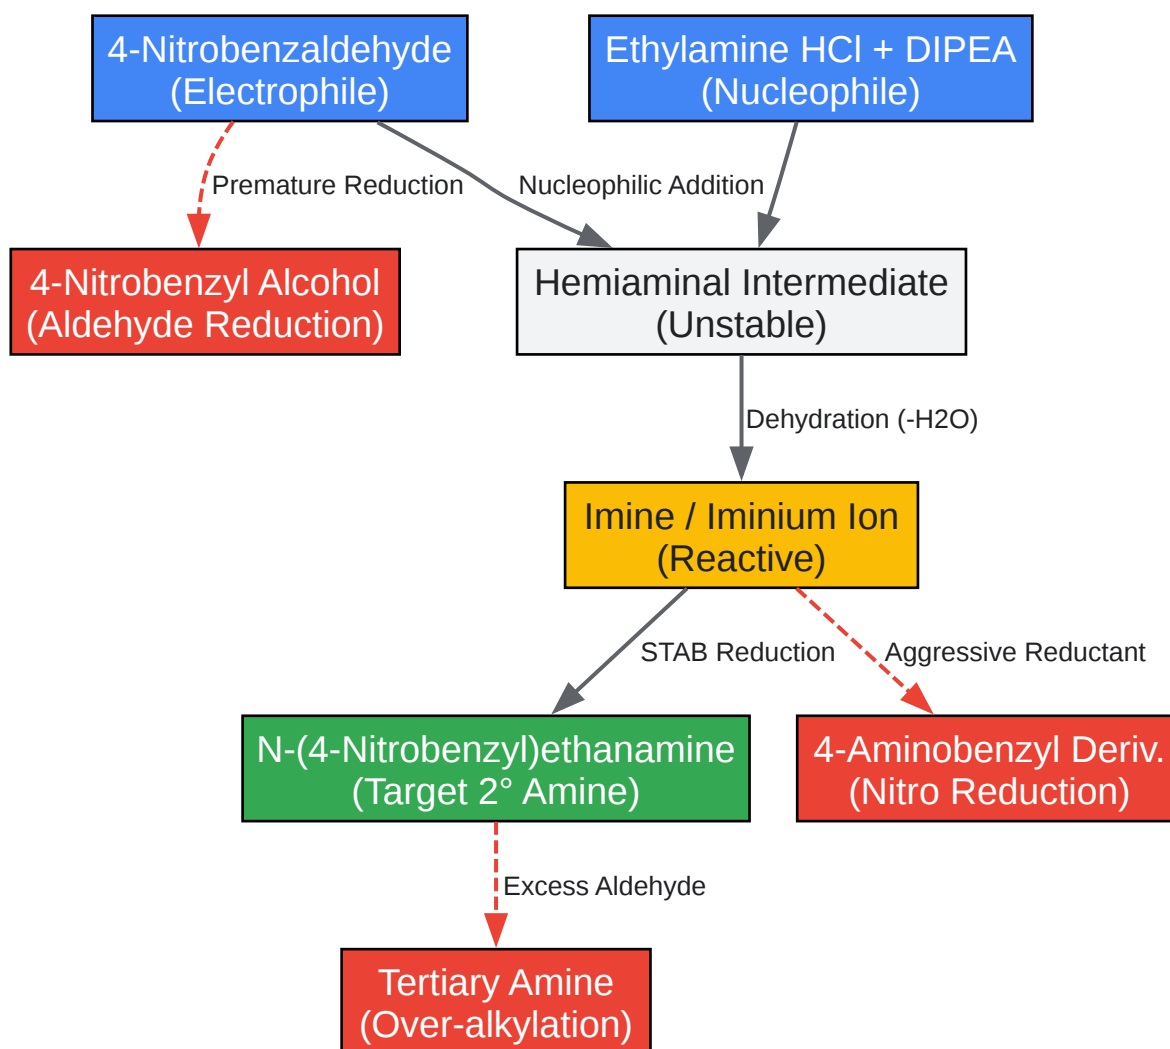 4-Nitrobenzaldehyde
(Electrophile)
Ethylamine HCl + DIPEA
(Nucleophile)
Premature Reduction
Nucleophilic Addition
4-Nitrobenzyl Alcohol
(Aldehyde Reduction)
Hemiaminal Intermediate
(Unstable)
Dehydration (-H2O)
Imine / Iminium Ion
(Reactive)
STAB Reduction
Aggressive Reductant
N-(4-Nitrobenzyl)ethanamine
(Target 2° Amine)
4-Aminobenzyl Deriv.
(Nitro Reduction)
Excess Aldehyde
Tertiary Amine
(Over-alkylation)